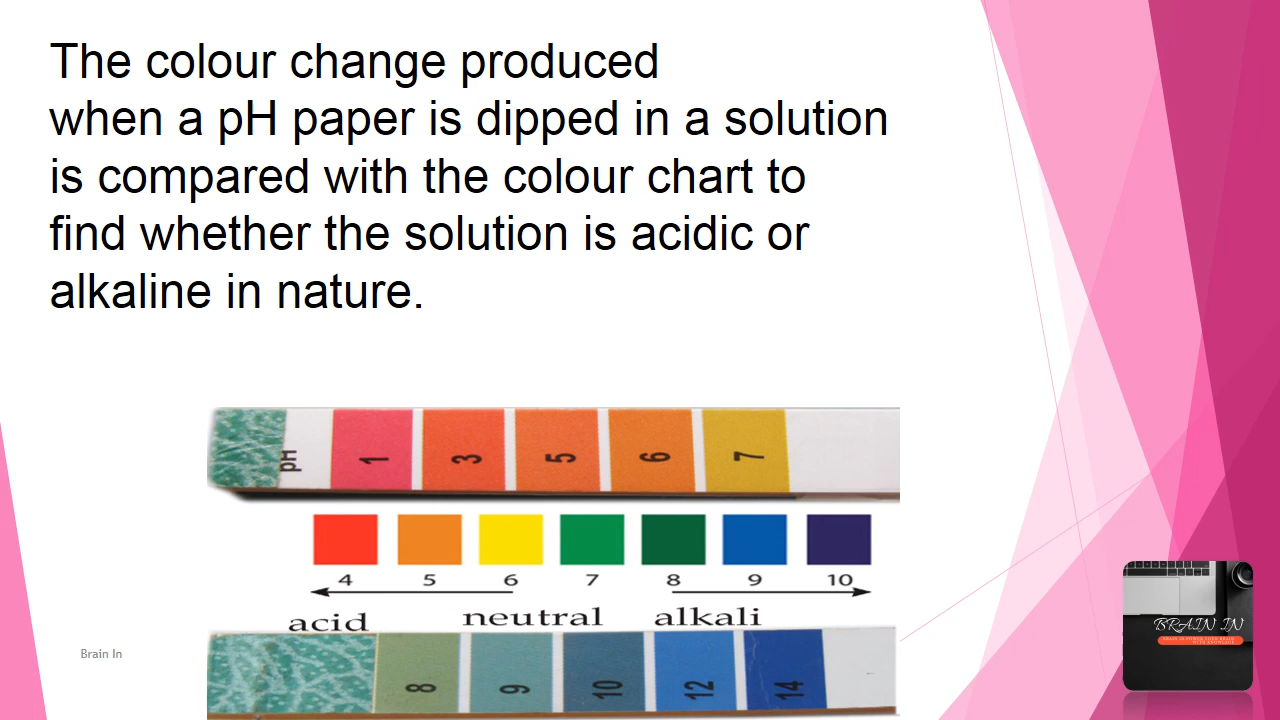 The colour change produced
when a pH paper is dipped in a solution
is compared with the colour chart to
find whether the solution is acidic or
alkaline in nature.
pH 1 3 5 6 7
4 5 6 7 8 9 10
acid neutral alkali
8 9 10 12 14
Brain In
BRAIN IN